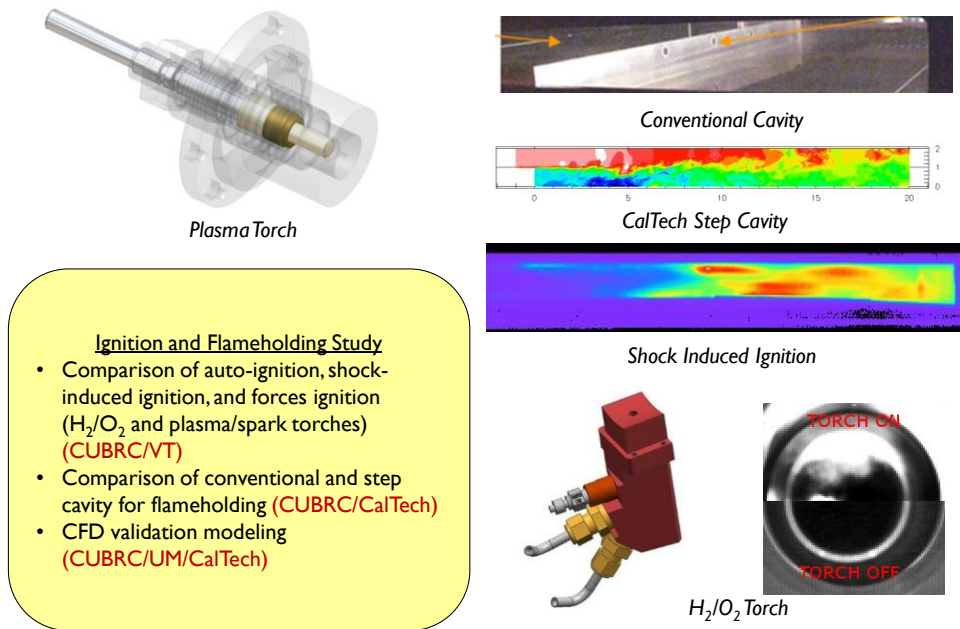 Plasma Torch
Conventional Cavity
2
1
0
0
5
10
15
20
CalTech Step Cavity
Shock Induced Ignition
Ignition and Flameholding Study
• Comparison of auto-ignition, shock-
induced ignition, and forces ignition
(H₂/O₂ and plasma/spark torches)
(CUBRC/VT)
• Comparison of conventional and step
cavity for flameholding (CUBRC/CalTech)
• CFD validation modeling
(CUBRC/UM/CalTech)
TORCH ON
TORCH OFF
H₂/O₂ Torch